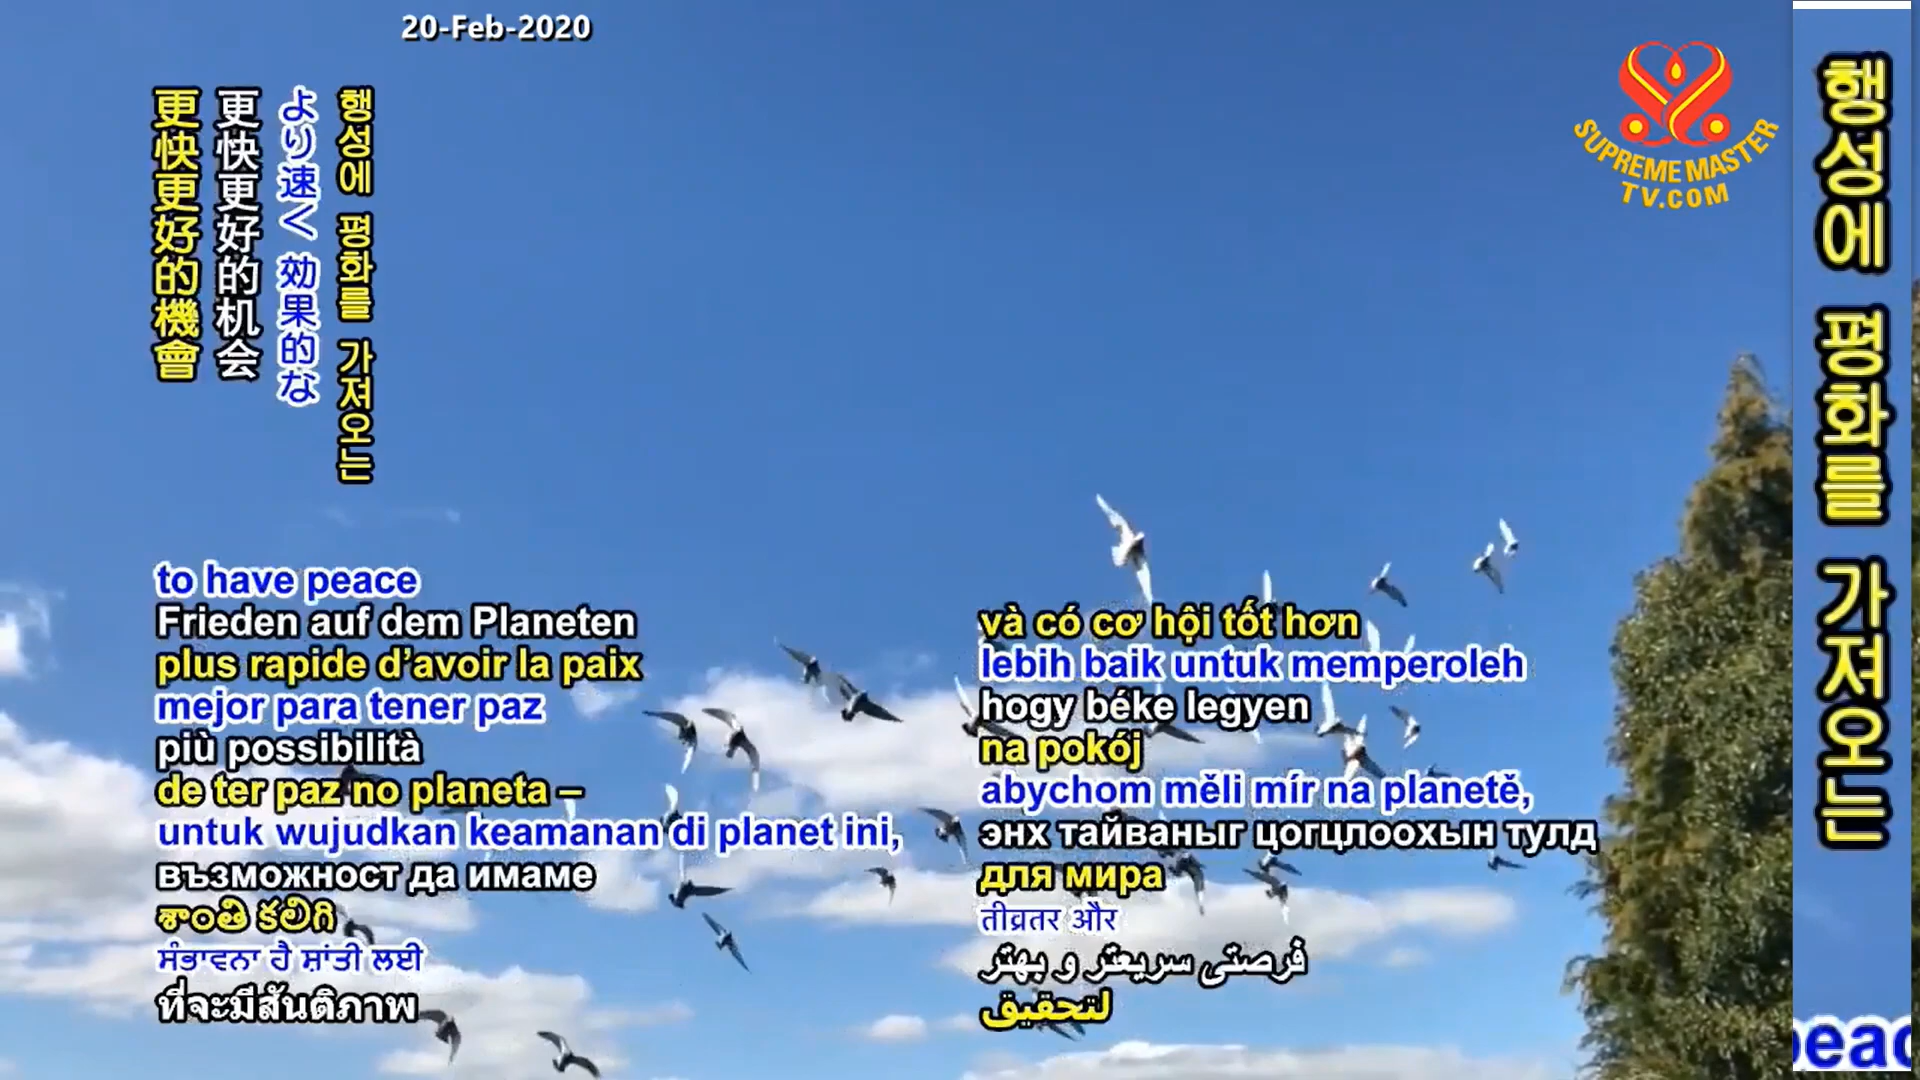 20-Feb-2020
SUPREME MASTER
TV.COM
更快更好的機會
更快更好的机会
より速く 効果的な
행성에 평화를 가져오는
to have peace
Frieden auf dem Planeten
plus rapide d’avoir la paix
mejor para tener paz
più possibilità
de ter paz no planeta –
untuk wujudkan keamanan di planet ini,
възможност да имаме
శాంతి కలిగి
ਸੰਭਾਵਨਾ ਹੈ ਸ਼ਾਂਤੀ ਲਈ
ที่จะมีสันติภาพ
và có cơ hội tốt hơn
lebih baik untuk memperoleh
hogy béke legyen
na pokój
abychom měli mír na planetě,
энх тайваныг цогцлоохын тулд
для мира
तीव्रतर और
فرصتی سریعتر و بهتر
لتحقيق
행성에 평화를 가져오는
peac